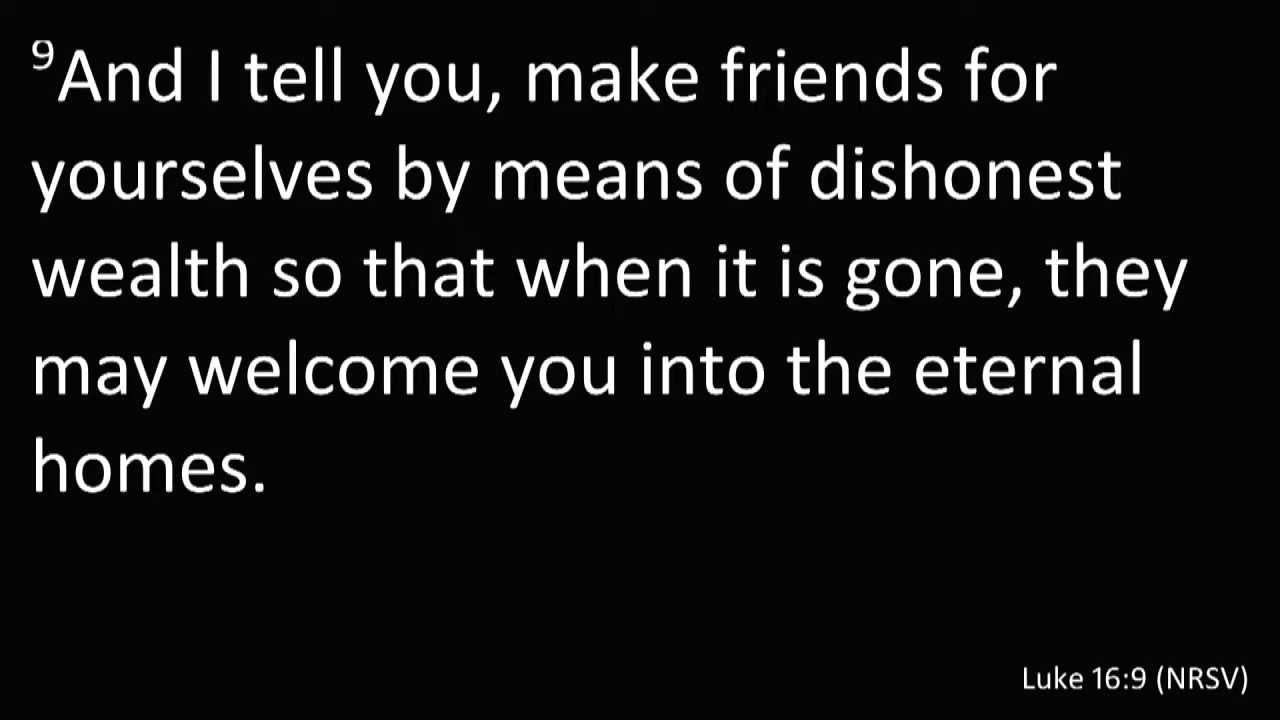 ⁹And I tell you, make friends for
yourselves by means of dishonest
wealth so that when it is gone, they
may welcome you into the eternal
homes.
Luke 16:9 (NRSV)